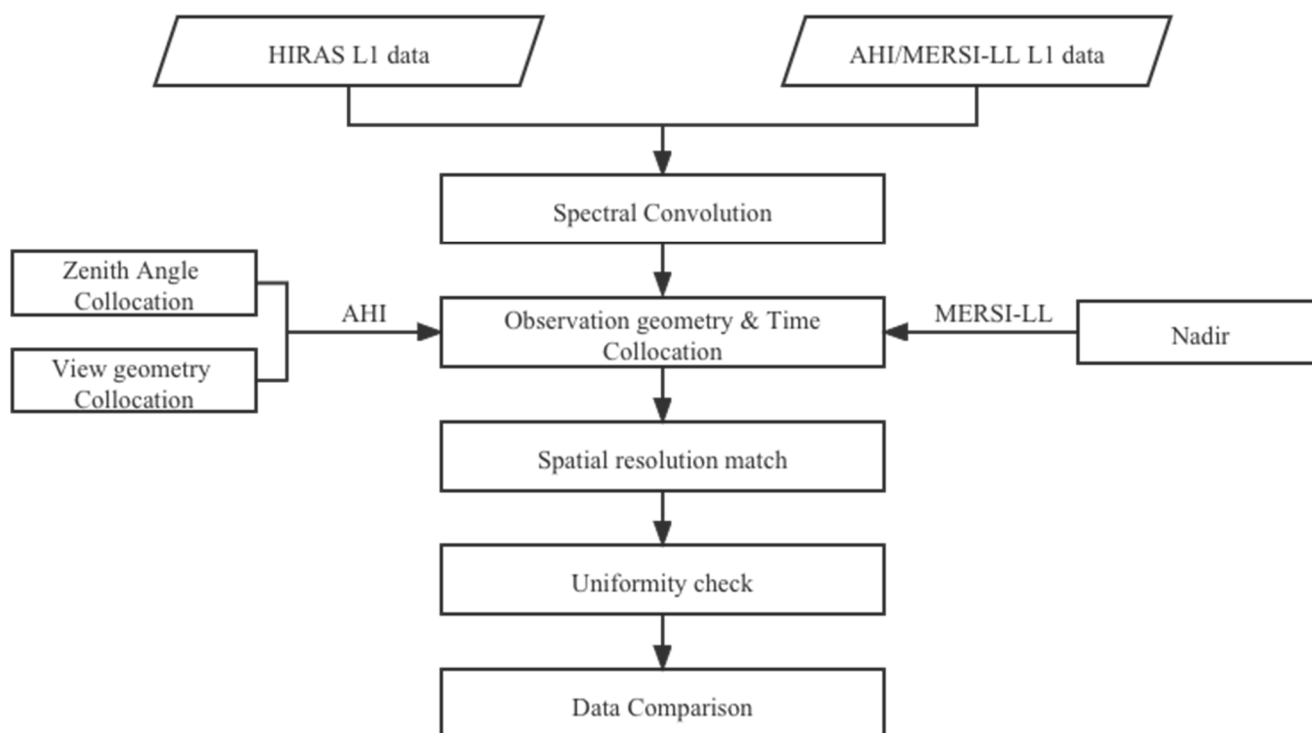 HIRAS L1 data
AHI/MERSI-LL L1 data
Spectral Convolution
Zenith Angle
Collocation
AHI
Observation geometry & Time
Collocation
MERSI-LL
Nadir
View geometry
Collocation
Spatial resolution match
Uniformity check
Data Comparison